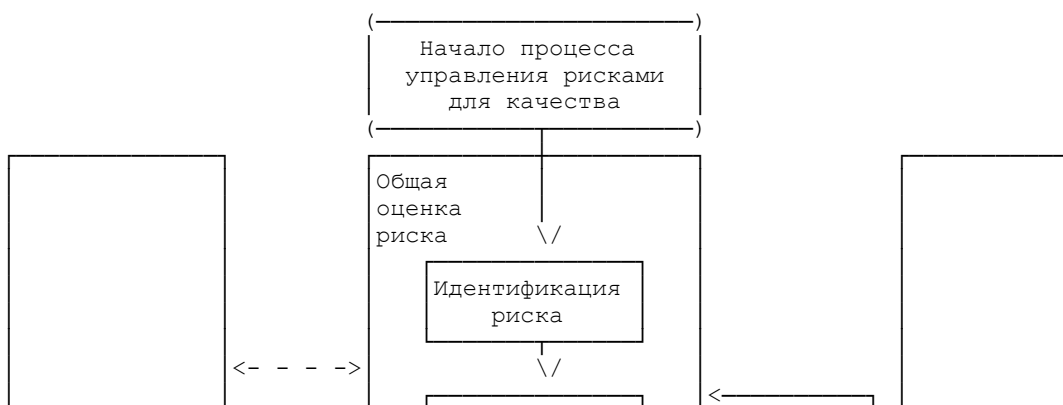 Начало процесса
управления рисками
для качества
Общая
оценка
риска
Идентификация
риска